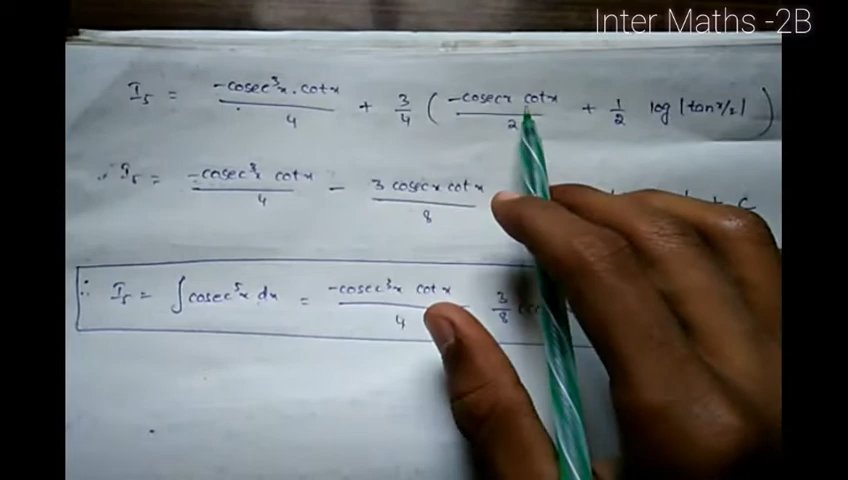 Inter Maths -2B
I₅ = -cosec³x . cotx / 4 + 3/4 ( -cosecx cotx / 2 + 1/2 log |tan x/2| )
∴ I₅ = -cosec³x cotx / 4 - 3 cosecx cotx / 8 + C
∴ I₅ = ∫ cosec⁵x dx = -cosec³x cotx / 4 3/8